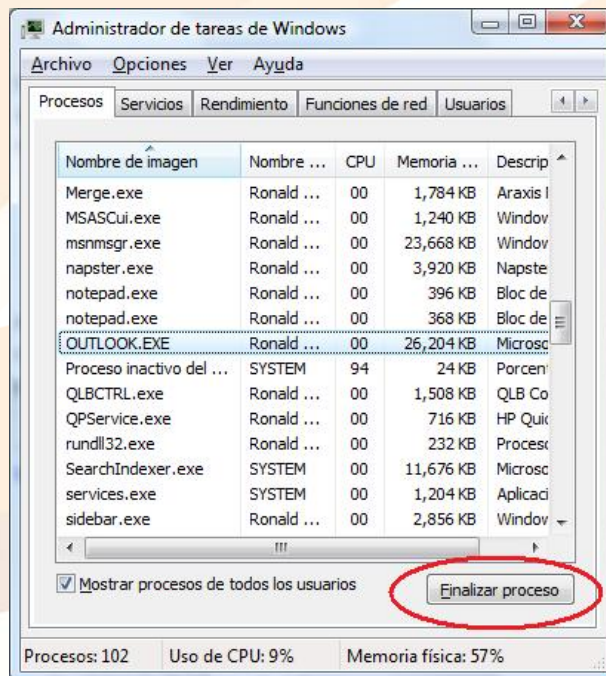 Administrador de tareas de Windows
Archivo Opciones Ver Ayuda
Procesos Servicios Rendimiento Funciones de red Usuarios
Nombre de imagen Nombre ... CPU Memoria ... Descrip
Merge.exe Ronald ... 00 1,784 KB Araxis
MSASCui.exe Ronald ... 00 1,240 KB Window
msnmsgr.exe Ronald ... 00 23,668 KB Window
napster.exe Ronald ... 00 3,920 KB Napste
notepad.exe Ronald ... 00 396 KB Bloc de
notepad.exe Ronald ... 00 368 KB Bloc de
OUTLOOK.EXE Ronald ... 00 26,204 KB Microsc
Proceso inactivo del ... SYSTEM 94 24 KB Porcen
QLBCTRL.exe Ronald ... 00 1,508 KB QLB Co
QPService.exe Ronald ... 00 716 KB HP Quic
rundll32.exe Ronald ... 00 232 KB Proceso
SearchIndexer.exe SYSTEM 00 11,676 KB Microsc
services.exe SYSTEM 00 1,204 KB Aplicaci
sidebar.exe Ronald ... 00 2,856 KB Window
Mostrar procesos de todos los usuarios Finalizar proceso
Procesos: 102 Uso de CPU: 9% Memoria física: 57%